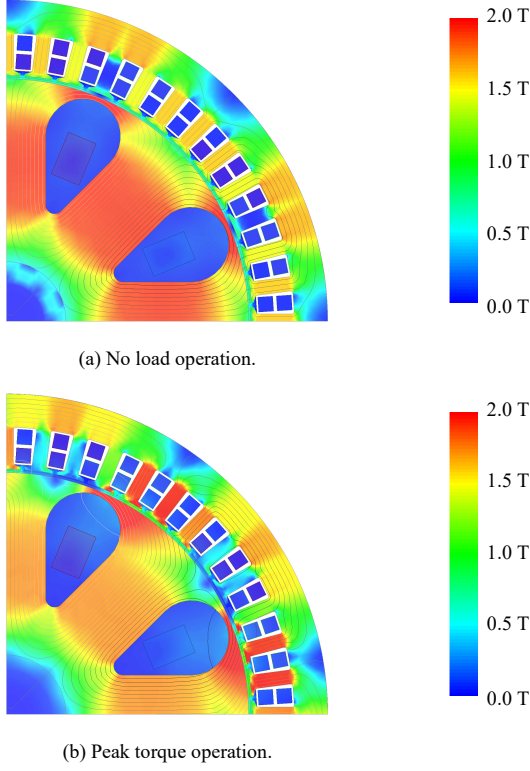 2.0 T
1.5 T
1.0 T
0.5 T
0.0 T
(a) No load operation.
2.0 T
1.5 T
1.0 T
0.5 T
0.0 T
(b) Peak torque operation.